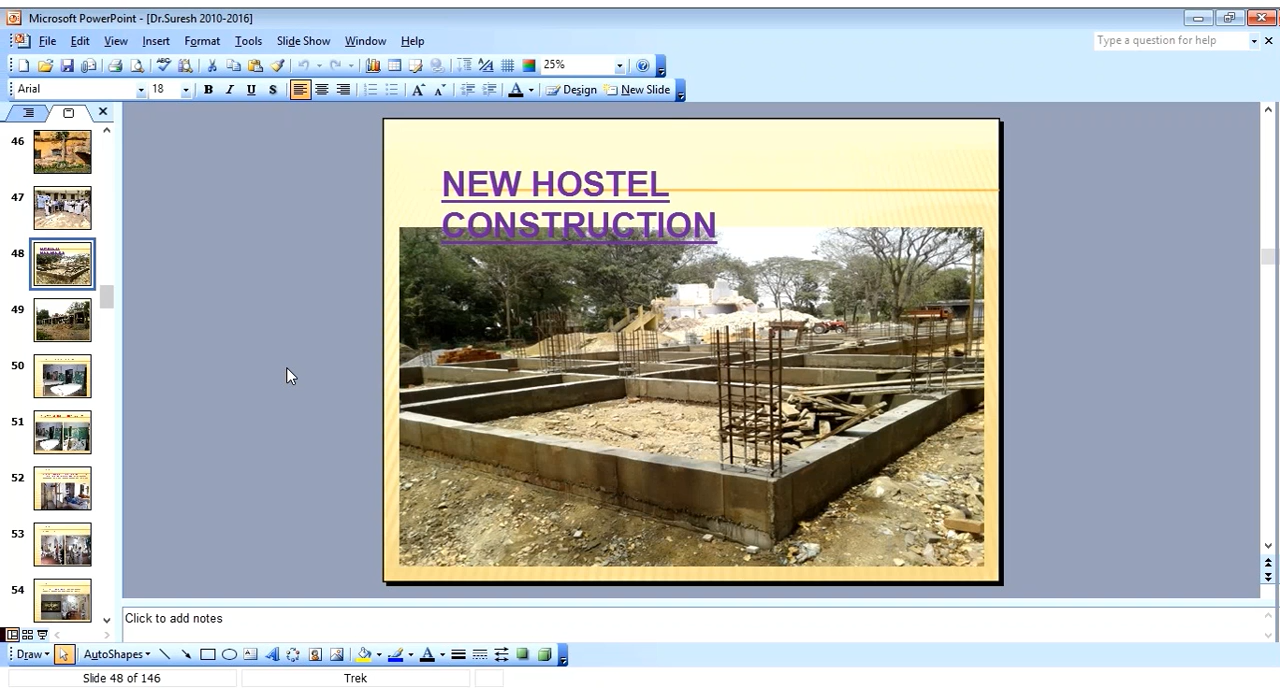 Microsoft PowerPoint - [Dr.Suresh 2010-2016]
File Edit View Insert Format Tools Slide Show Window Help
Type a question for help
25%
Arial 18 B I U S A A A Design New Slide
46
47
48
49
50
51
52
53
54
NEW HOSTEL
CONSTRUCTION
Click to add notes
Draw AutoShapes A
Slide 48 of 146 Trek